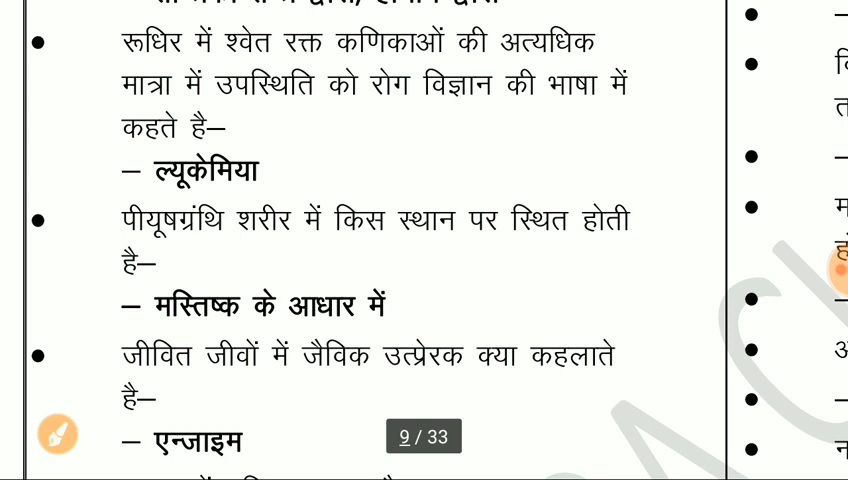 रूधिर में श्वेत रक्त कणिकाओं की अत्यधिक
मात्रा में उपस्थिति को रोग विज्ञान की भाषा में
कहते है–
– ल्यूकेमिया
पीयूषग्रंथि शरीर में किस स्थान पर स्थित होती
है–
– मस्तिष्क के आधार में
जीवित जीवों में जैविक उत्प्रेरक क्या कहलाते
है–
– एन्जाइम
9 / 33